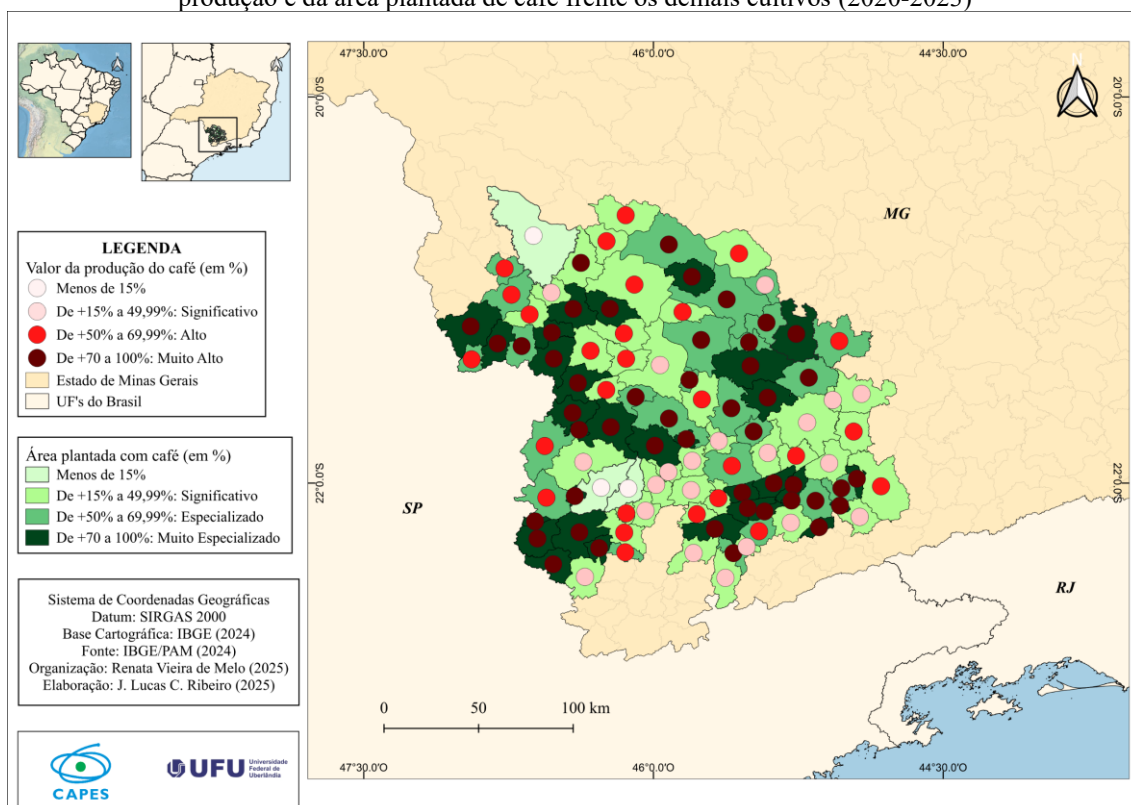 produção e da área plantada de café frente os demais cultivos (2020-2023)
47°30.0'O
46°0.0'O
44°30.0'O
20°0.0'S
20°0.0'S
N
MG
LEGENDA
Valor da produção do café (em %)
Menos de 15%
De +15% a 49,99%: Significativo
De +50% a 69,99%: Alto
De +70 a 100%: Muito Alto
Estado de Minas Gerais
UF's do Brasil
Área plantada com café (em %)
Menos de 15%
De +15% a 49,99%: Significativo
De +50% a 69,99%: Especializado
De +70 a 100%: Muito Especializado
22°0.0'S
22°0.0'S
SP
RJ
Sistema de Coordenadas Geográficas
Datum: SIRGAS 2000
Base Cartográfica: IBGE (2024)
Fonte: IBGE/PAM (2024)
Organização: Renata Vieira de Melo (2025)
Elaboração: J. Lucas C. Ribeiro (2025)
0 50 100 km
CAPES
UFU Universidade
Federal de
Uberlândia
47°30.0'O
46°0.0'O
44°30.0'O